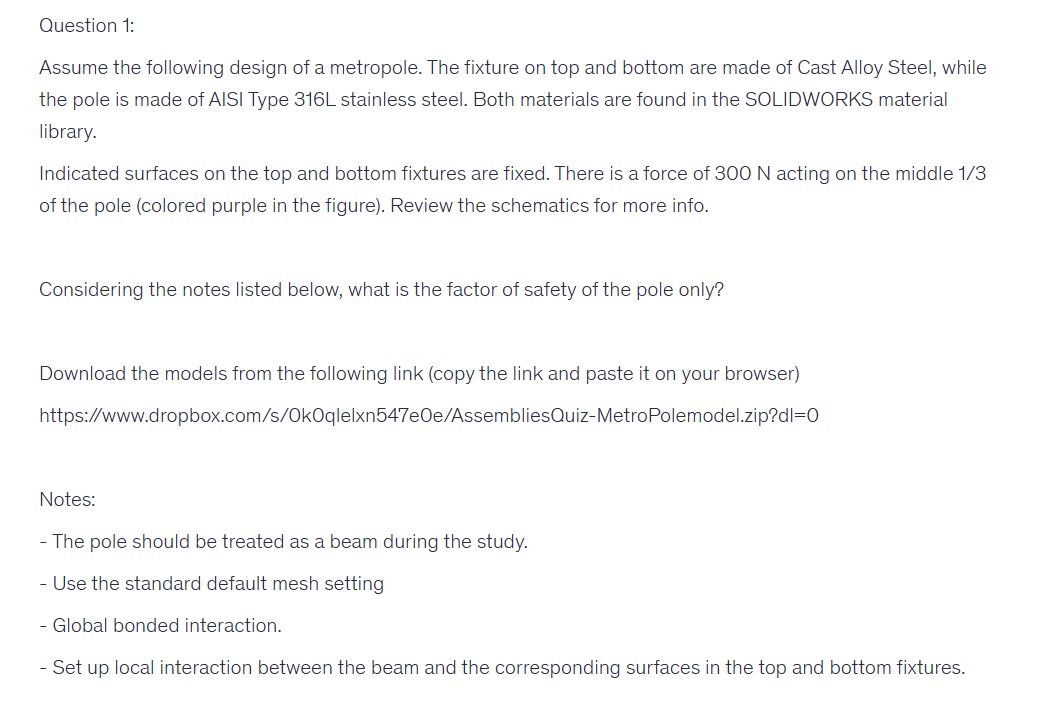 Question 1:
Assume the following design of a metropole. The fixture on top and bottom are made of Cast Alloy Steel, while
the pole is made of AISI Type 316L stainless steel. Both materials are found in the SOLIDWORKS material
library.
Indicated surfaces on the top and bottom fixtures are fixed. There is a force of 300 N acting on the middle 1/3
of the pole (colored purple in the figure). Review the schematics for more info.
Considering the notes listed below, what is the factor of safety of the pole only?
Download the models from the following link (copy the link and paste it on your browser)
https://www.dropbox.com/s/0k0qlelxn547e0e/AssembliesQuiz-MetroPolemodel.zip?dl=0
Notes:
- The pole should be treated as a beam during the study.
- Use the standard default mesh setting
- Global bonded interaction.
- Set up local interaction between the beam and the corresponding surfaces in the top and bottom fixtures.